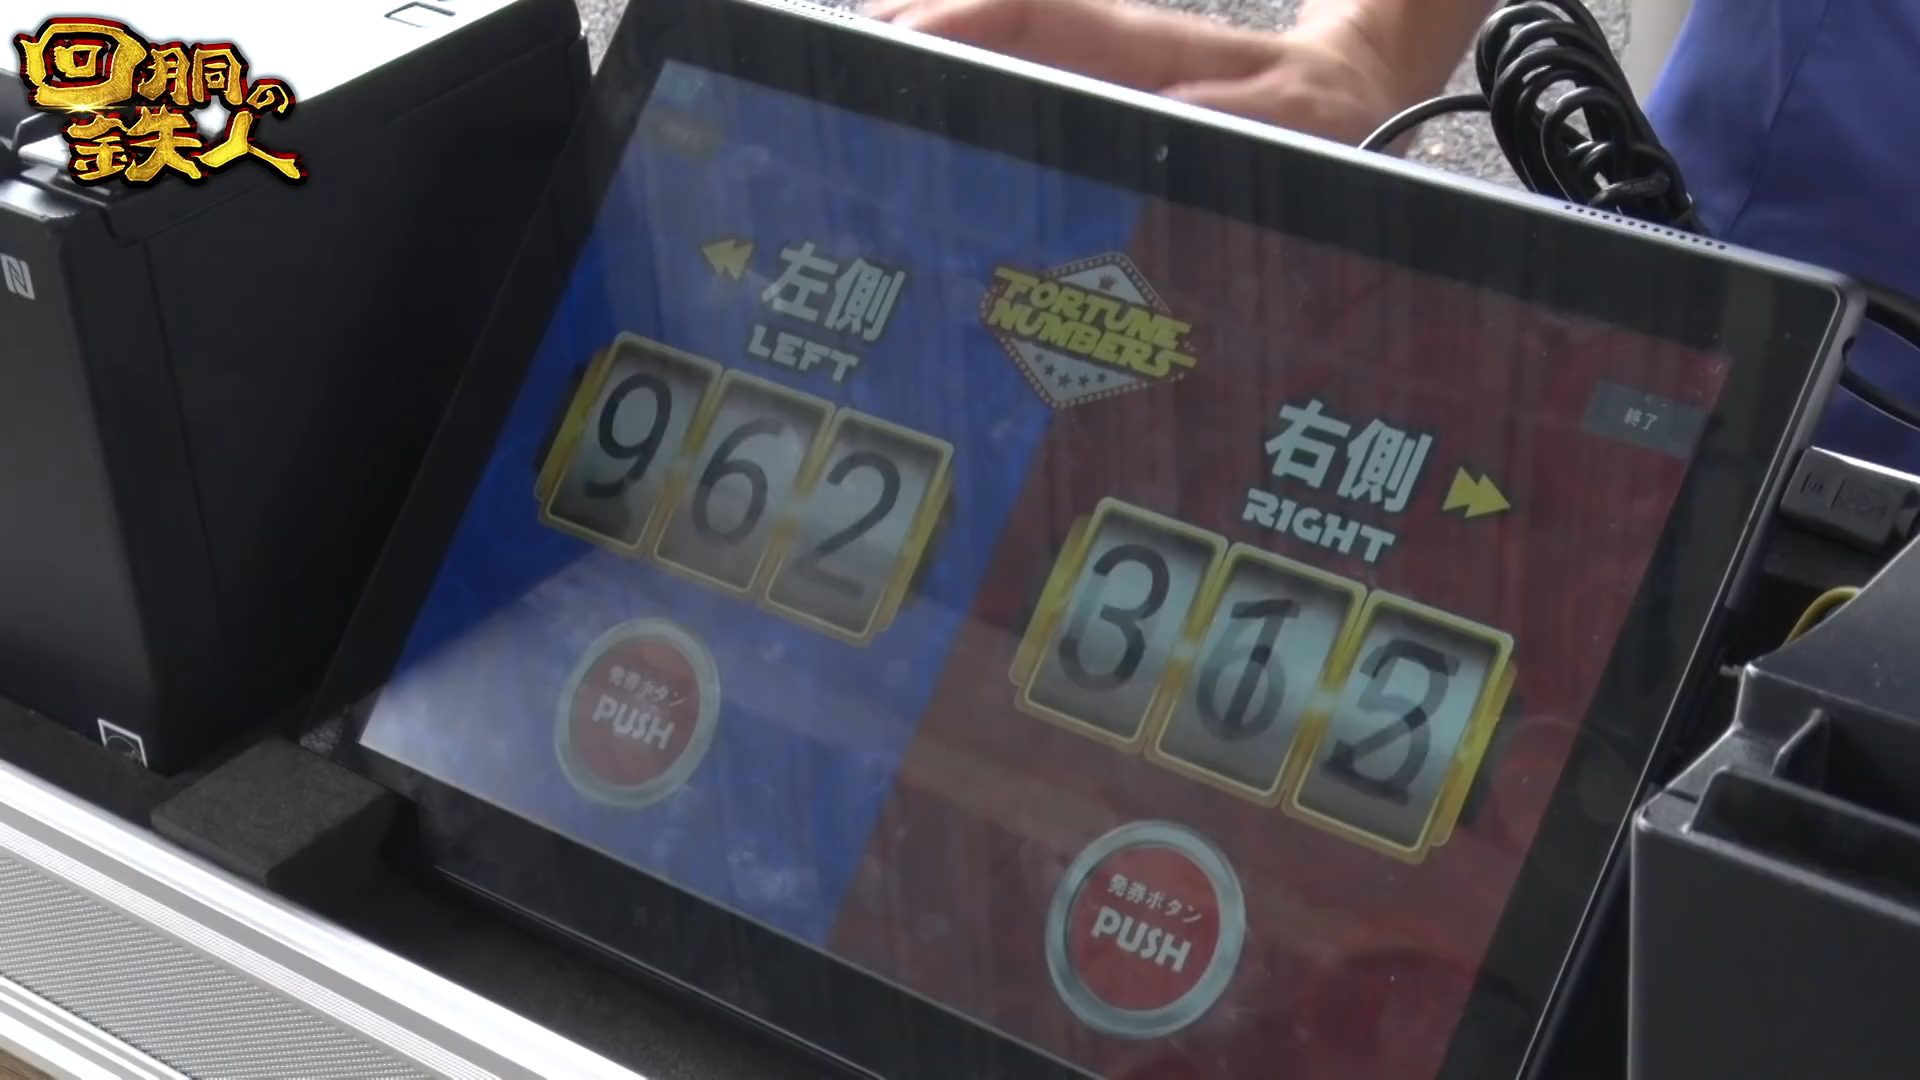 回胴の
鉄人
左側
LEFT
962
発券ボタン
PUSH
FORTUNE
NUMBERS
右側
RIGHT
3
発券ボタン
PUSH
終了